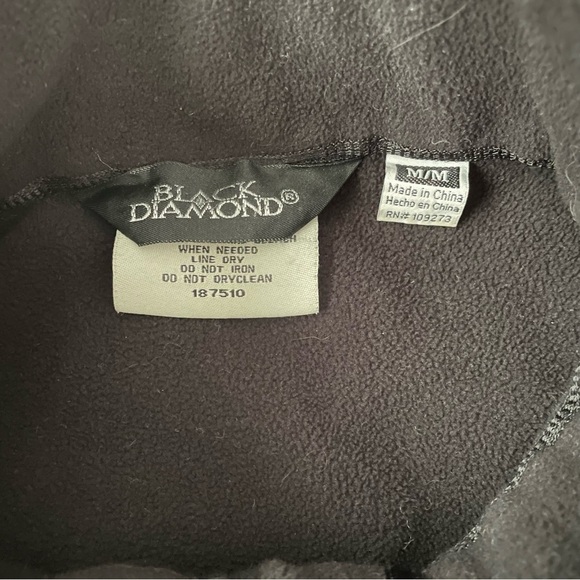 BLACK
DIAMOND®
WHEN NEEDED
LINE DRY
DO NOT IRON
DO NOT DRYCLEAN
187510
M/M
Made in China
Hecho en China
RN# 109273